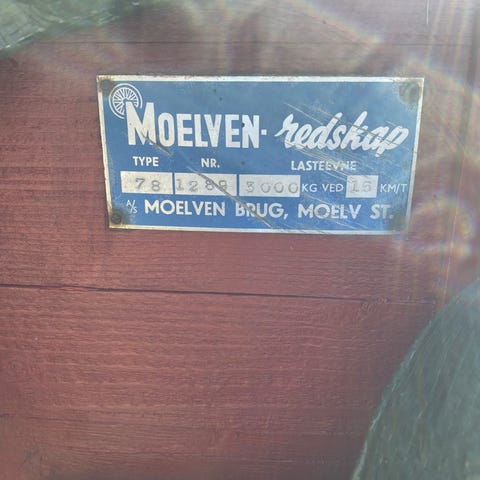 MOELVEN-redskap
TYPE NR. LASTEEVNE
78 1289 3000 KG VED 15 KM/T
A/S MOELVEN BRUG, MOELV ST.